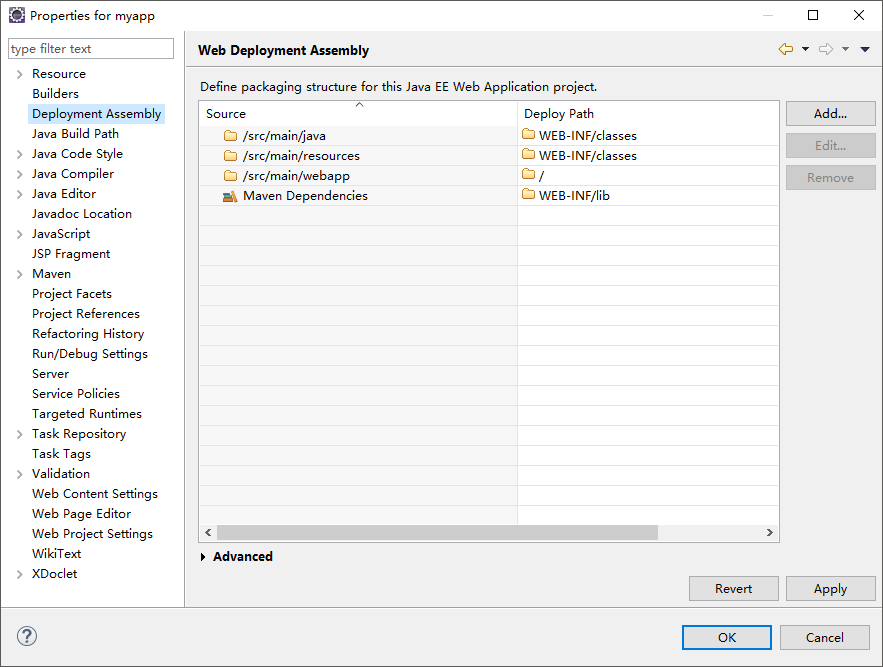 Properties for myapp
type filter text
Resource
Builders
Deployment Assembly
Java Build Path
Java Code Style
Java Compiler
Java Editor
Javadoc Location
JavaScript
JSP Fragment
Maven
Project Facets
Project References
Refactoring History
Run/Debug Settings
Server
Service Policies
Targeted Runtimes
Task Repository
Task Tags
Validation
Web Content Settings
Web Page Editor
Web Project Settings
WikiText
XDoclet
Web Deployment Assembly
Define packaging structure for this Java EE Web Application project.
Source Deploy Path
/src/main/java WEB-INF/classes
/src/main/resources WEB-INF/classes
/src/main/webapp /
Maven Dependencies WEB-INF/lib
Add...
Edit...
Remove
Advanced
Revert Apply
? OK Cancel